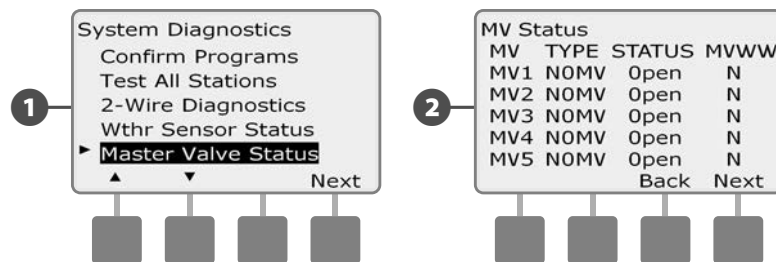 System Diagnostics
Confirm Programs
Test All Stations
2-Wire Diagnostics
Wthr Sensor Status
Master Valve Status
Next
1
MV Status
MV TYPE STATUS MVWW
MV1 NOMV Open N
MV2 NOMV Open N
MV3 NOMV Open N
MV4 NOMV Open N
MV5 NOMV Open N
Back Next
2